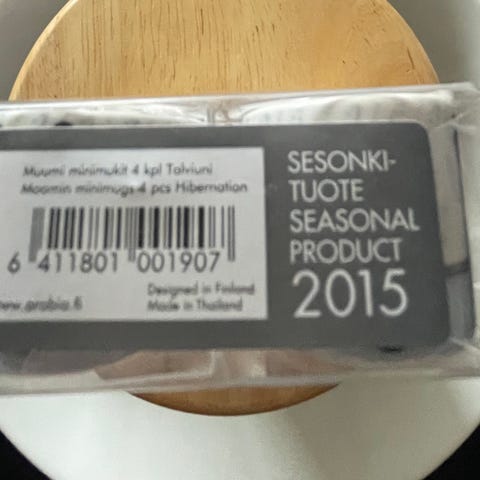 Muumi minimukit 4 kpl Talviuni
Moomin minimugs 4 pcs Hibernation
6 411801 001907
www.arabia.fi
Designed in Finland
Made in Thailand
SESONKI-
TUOTE
SEASONAL
PRODUCT
2015